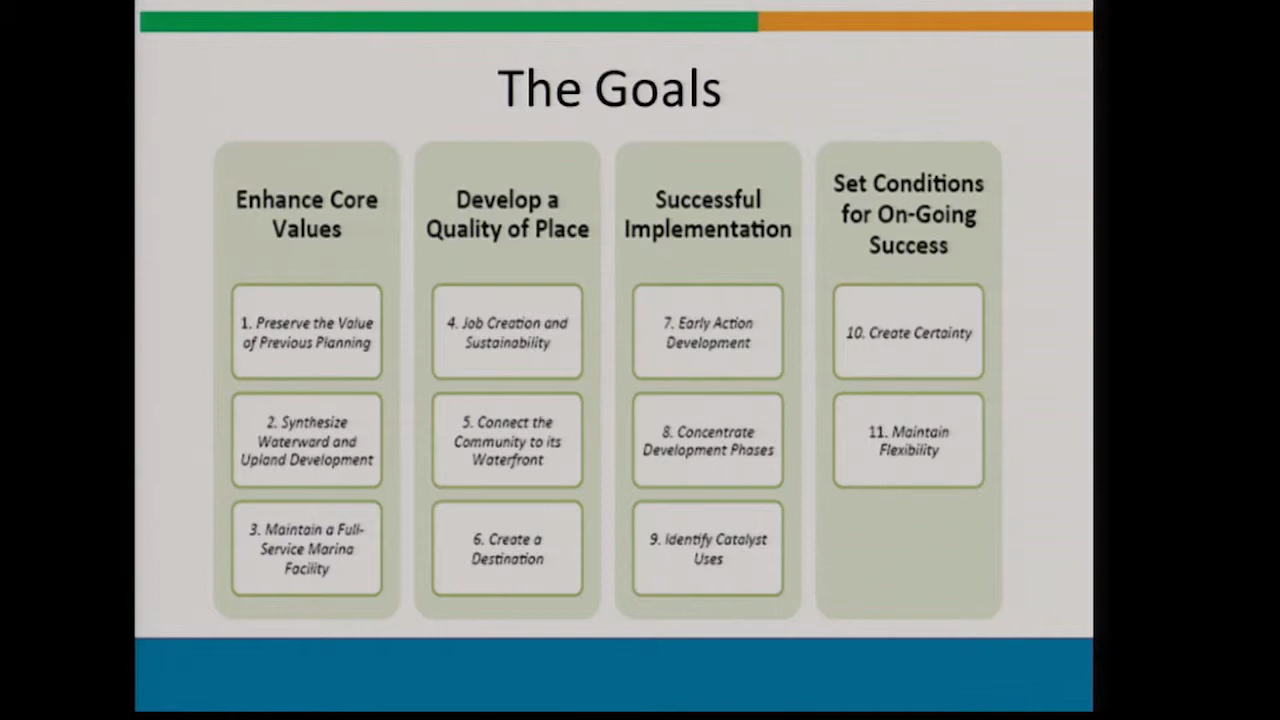 The Goals
Enhance Core
Values
1. Preserve the Value
of Previous Planning
2. Synthesize
Waterward and
Upland Development
3. Maintain a Full-
Service Marina
Facility
Develop a
Quality of Place
4. Job Creation and
Sustainability
5. Connect the
Community to its
Waterfront
6. Create a
Destination
Successful
Implementation
7. Early Action
Development
8. Concentrate
Development Phases
9. Identify Catalyst
Uses
Set Conditions
for On-Going
Success
10. Create Certainty
11. Maintain
Flexibility